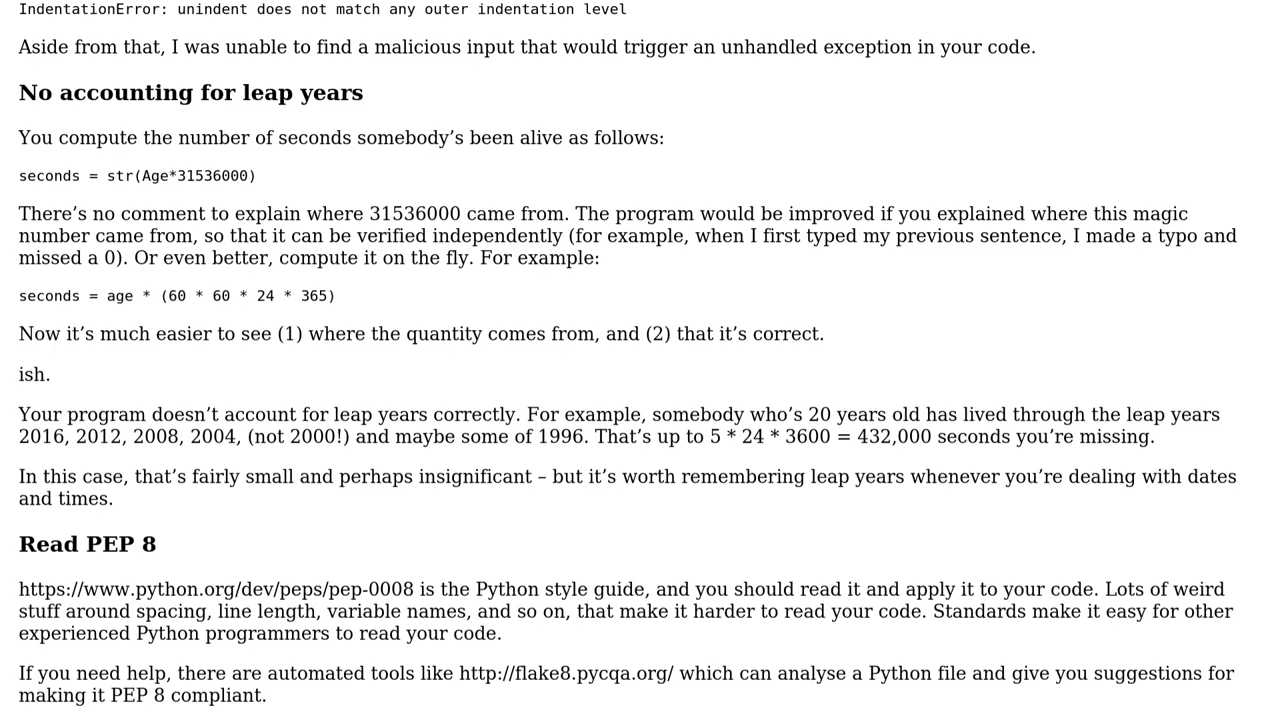 IndentationError: unindent does not match any outer indentation level
Aside from that, I was unable to find a malicious input that would trigger an unhandled exception in your code.
No accounting for leap years
You compute the number of seconds somebody’s been alive as follows:
seconds = str(Age*31536000)
There’s no comment to explain where 31536000 came from. The program would be improved if you explained where this magic
number came from, so that it can be verified independently (for example, when I first typed my previous sentence, I made a typo and
missed a 0). Or even better, compute it on the fly. For example:
seconds = age * (60 * 60 * 24 * 365)
Now it’s much easier to see (1) where the quantity comes from, and (2) that it’s correct.
ish.
Your program doesn’t account for leap years correctly. For example, somebody who’s 20 years old has lived through the leap years
2016, 2012, 2008, 2004, (not 2000!) and maybe some of 1996. That’s up to 5 * 24 * 3600 = 432,000 seconds you’re missing.
In this case, that’s fairly small and perhaps insignificant – but it’s worth remembering leap years whenever you’re dealing with dates
and times.
Read PEP 8
https://www.python.org/dev/peps/pep-0008 is the Python style guide, and you should read it and apply it to your code. Lots of weird
stuff around spacing, line length, variable names, and so on, that make it harder to read your code. Standards make it easy for other
experienced Python programmers to read your code.
If you need help, there are automated tools like http://flake8.pycqa.org/ which can analyse a Python file and give you suggestions for
making it PEP 8 compliant.